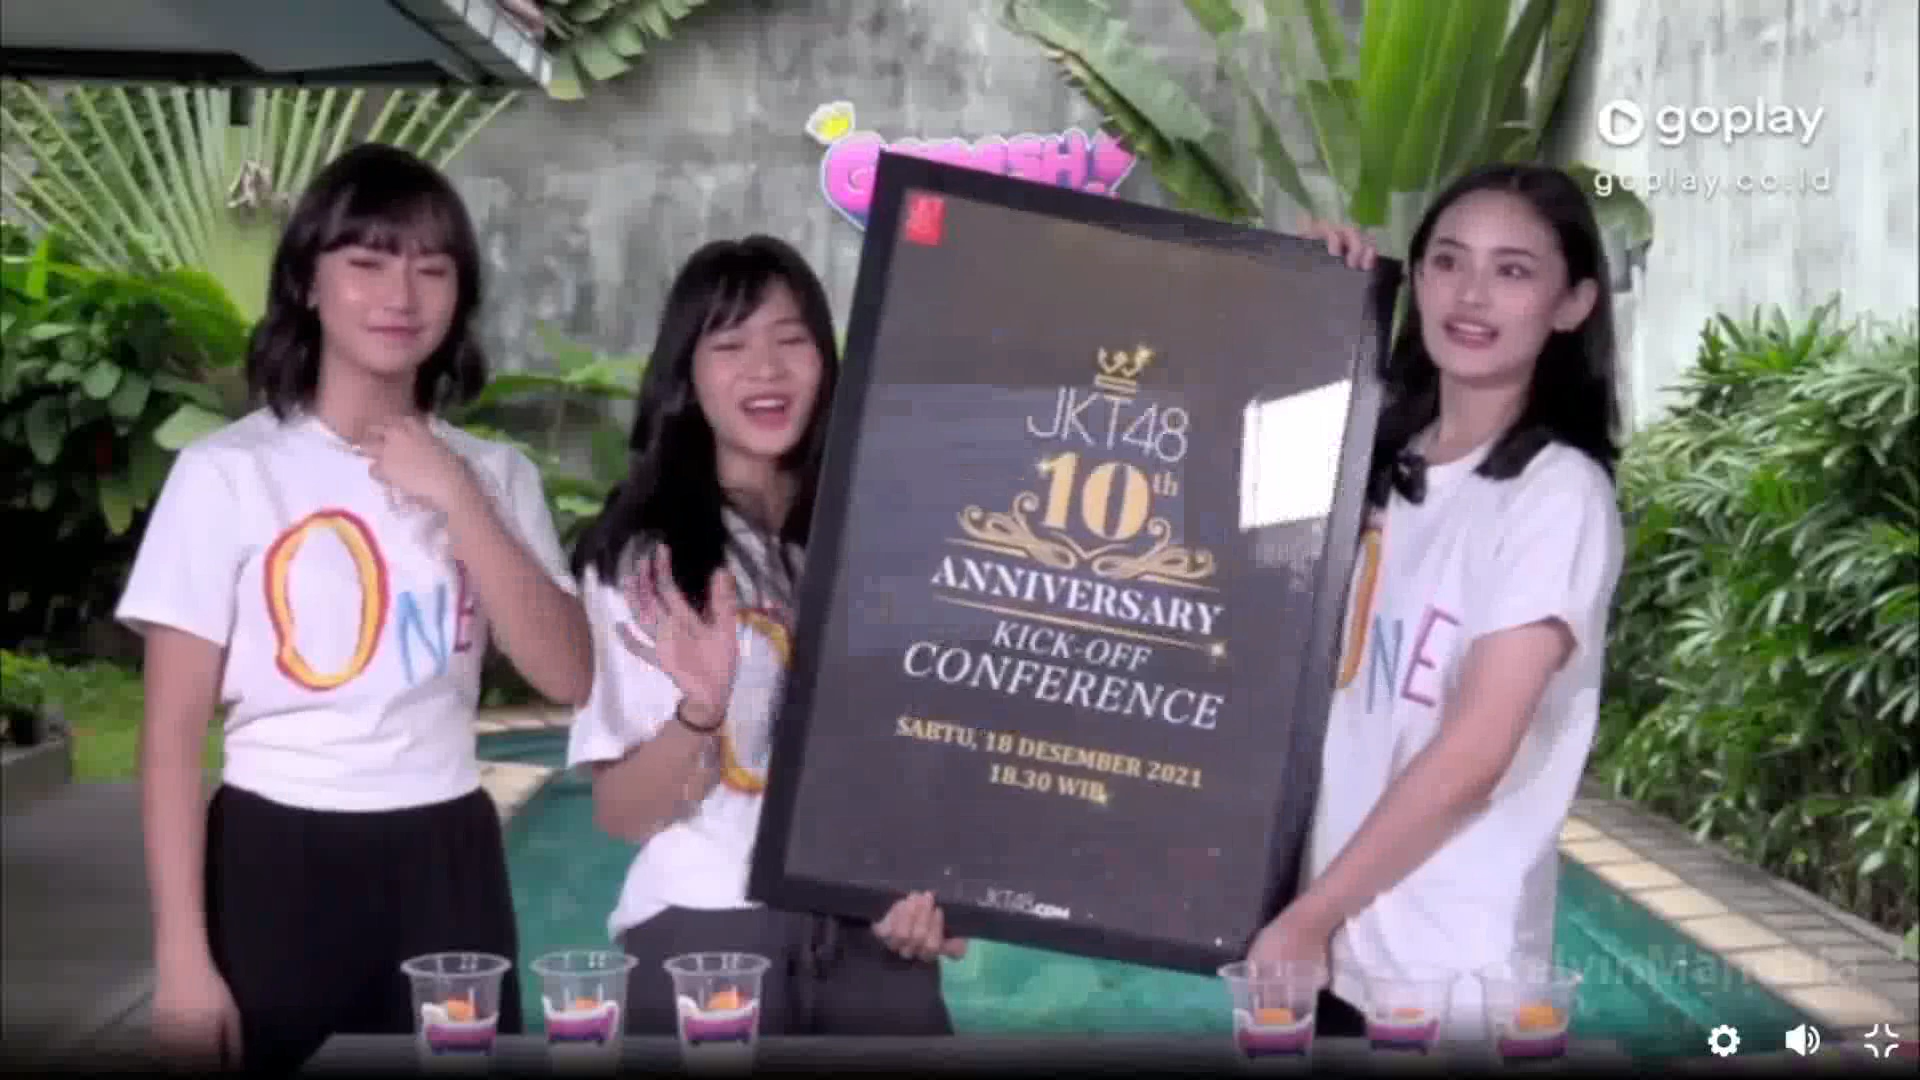 goplay
goplay.co.id
ONE
JKT48
10th
ANNIVERSARY
KICK-OFF
CONFERENCE
SABTU, 18 DESEMBER 2021
18.30 WIB
JKT48.COM
NE